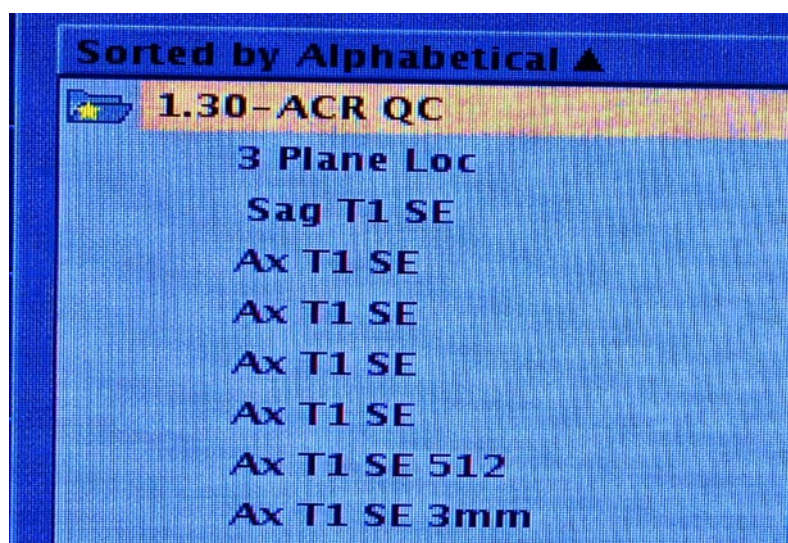 Sorted by Alphabetical ▲
1.30-ACR QC
3 Plane Loc
Sag T1 SE
Ax T1 SE
Ax T1 SE
Ax T1 SE
Ax T1 SE
Ax T1 SE 512
Ax T1 SE 3mm